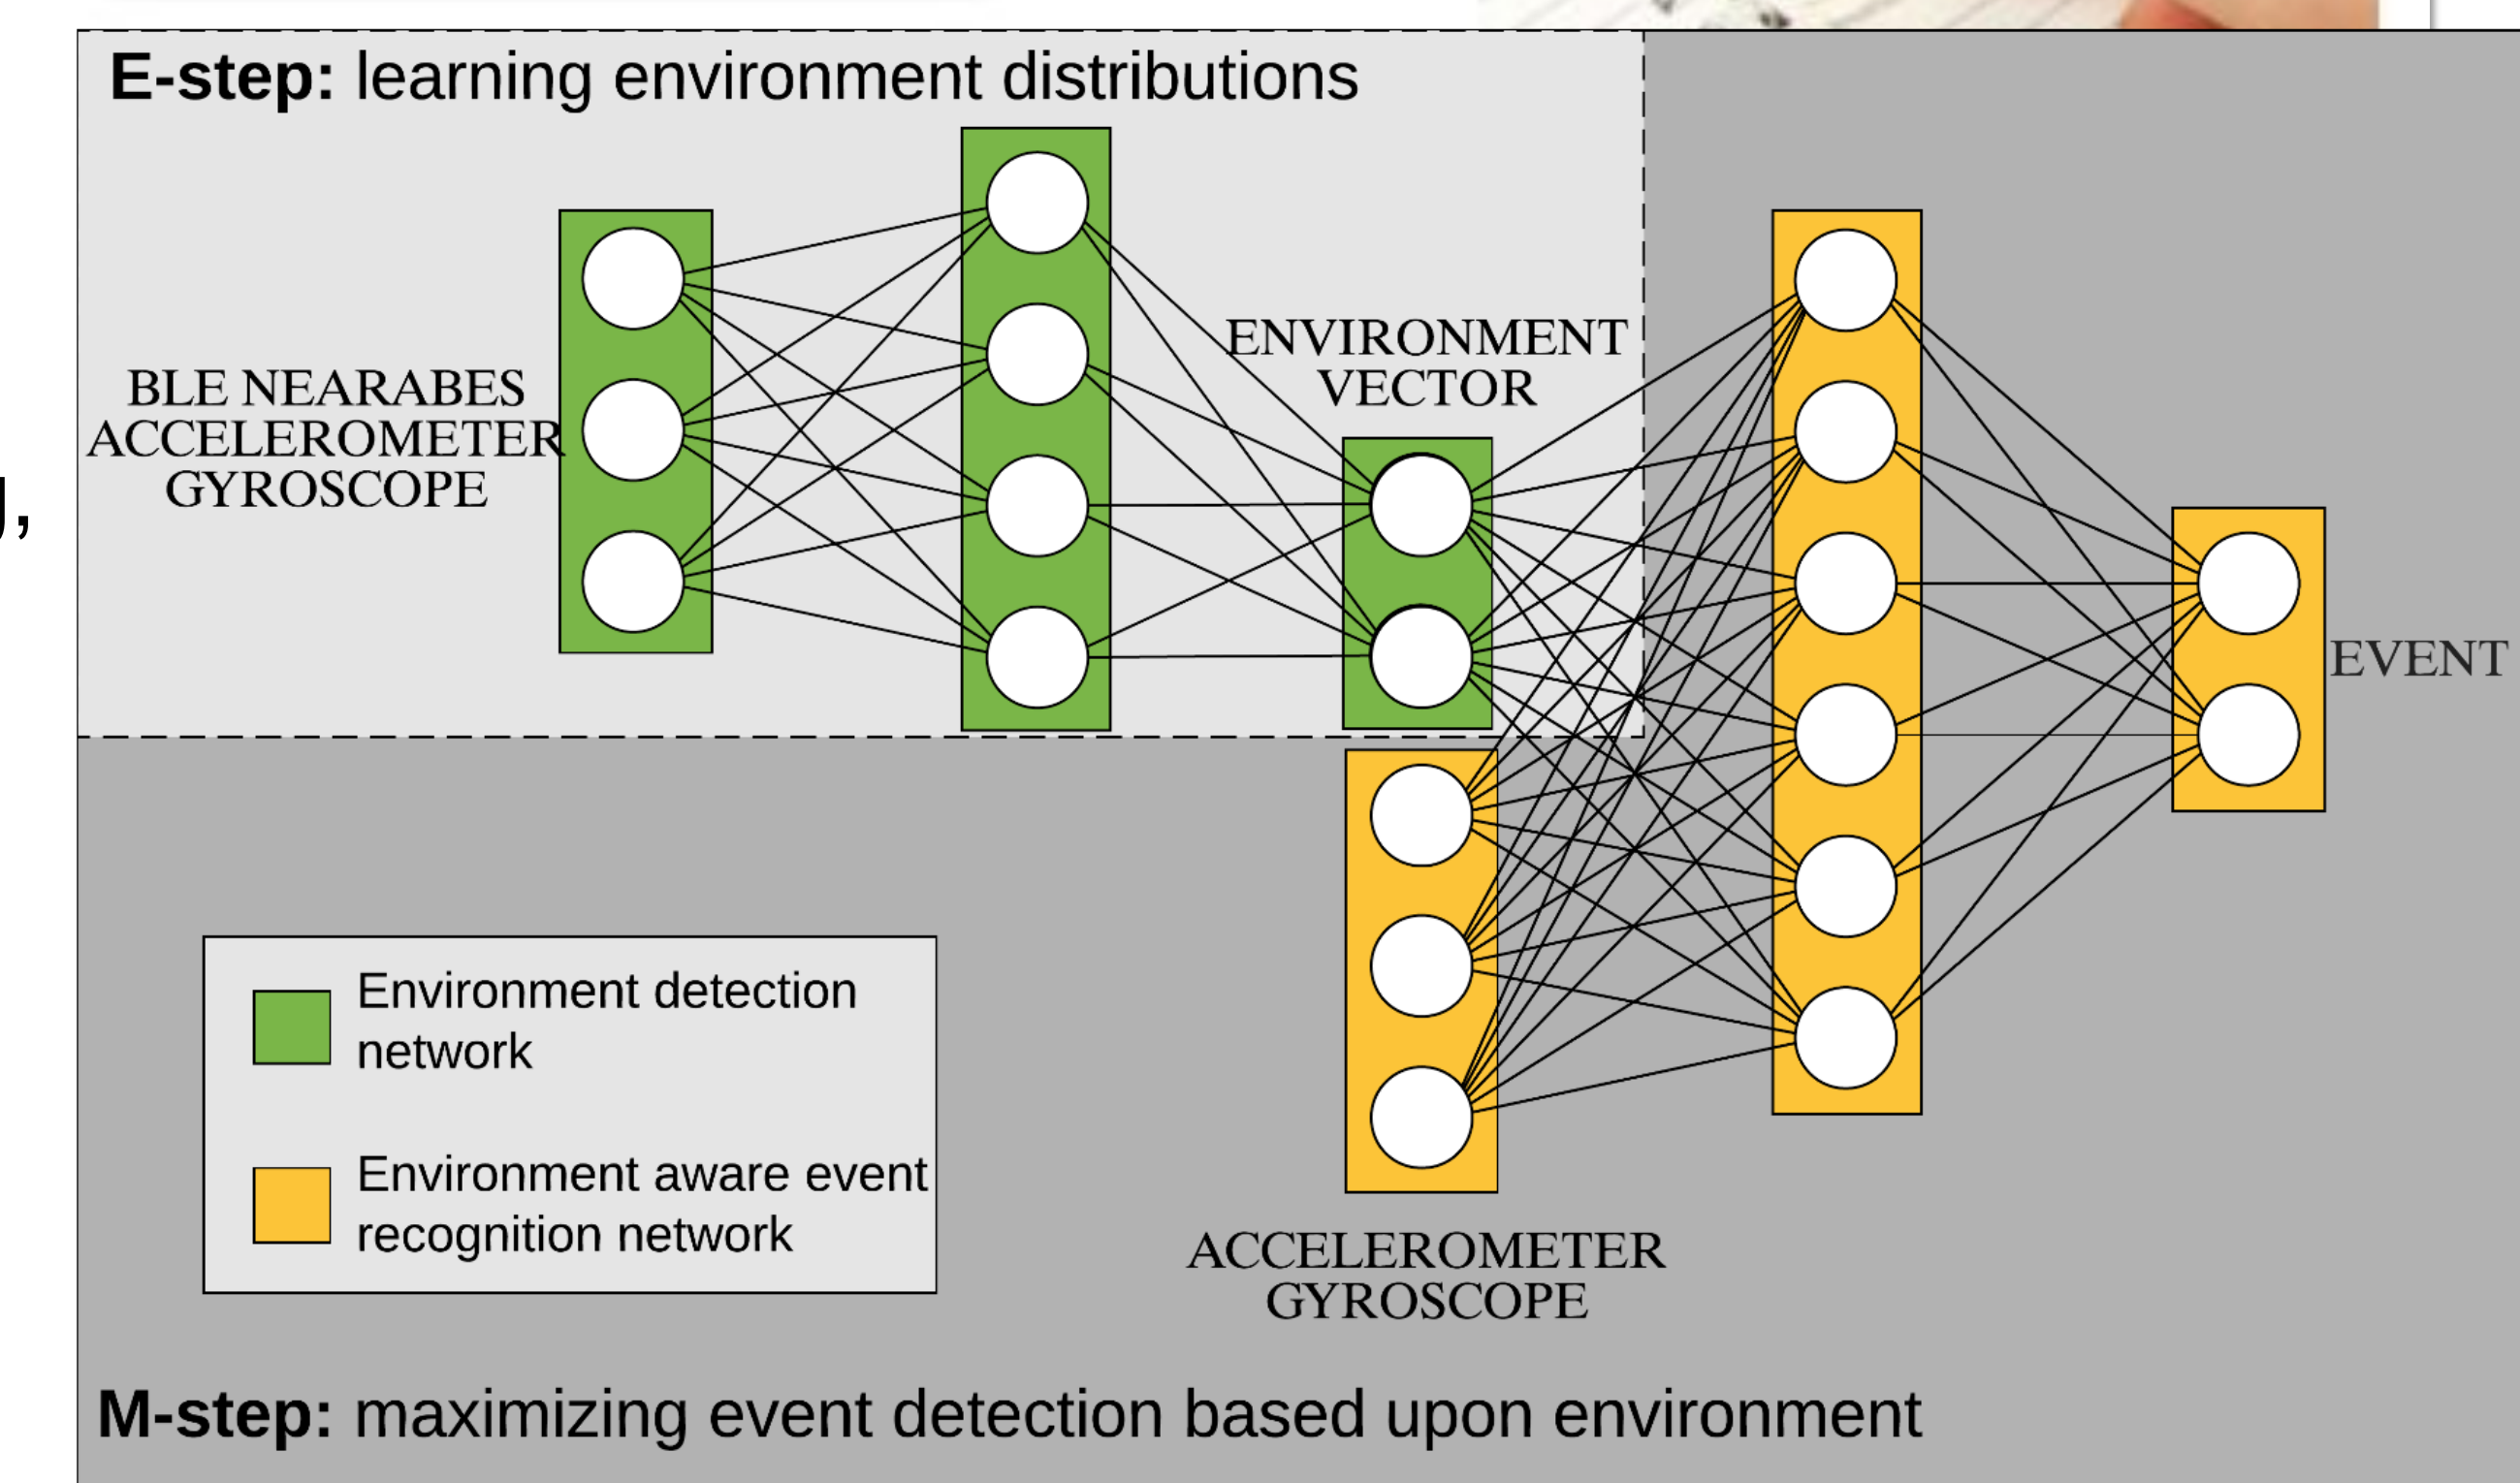 E-step: learning environment distributions
BLE NEARABES
ACCELEROMETER
GYROSCOPE
ENVIRONMENT
VECTOR
EVENT
Environment detection
network
Environment aware event
recognition network
ACCELEROMETER
GYROSCOPE
M-step: maximizing event detection based upon environment